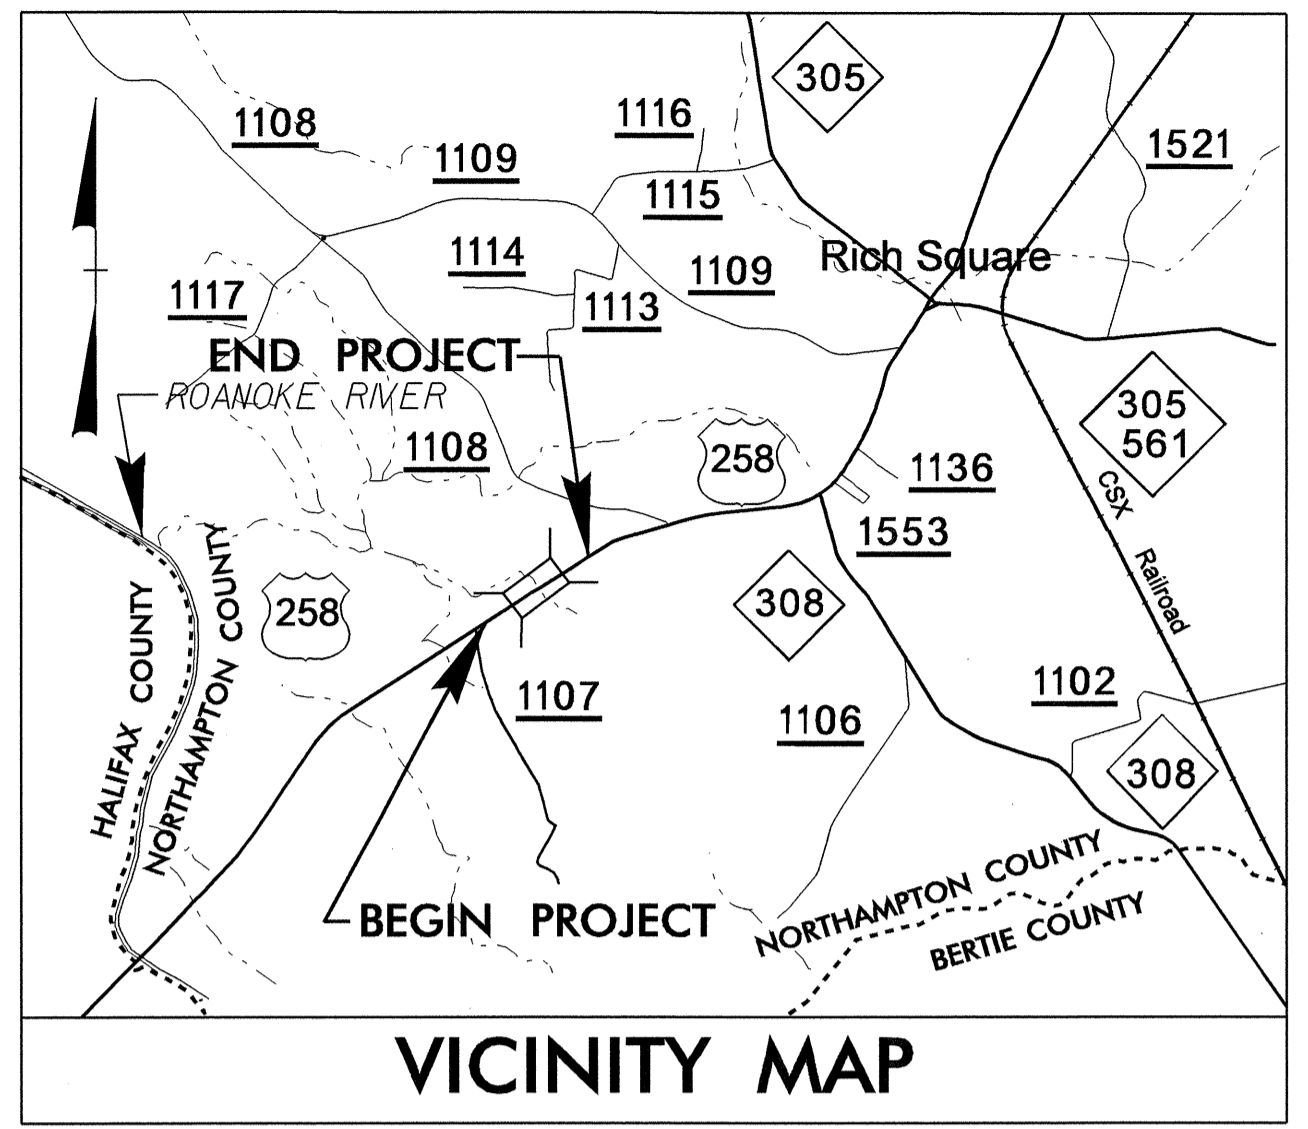 305
1116
1108
1521
1109
1115
1114
Rich Square
1109
1117
1113
END PROJECT
ROANOKE RIVER
305
561
1108
258
1136
CSX Railroad
1553
258
308
HALIFAX COUNTY
NORTHAMPTON COUNTY
1107
1102
1106
308
BEGIN PROJECT
NORTHAMPTON COUNTY
BERTIE COUNTY
VICINITY MAP